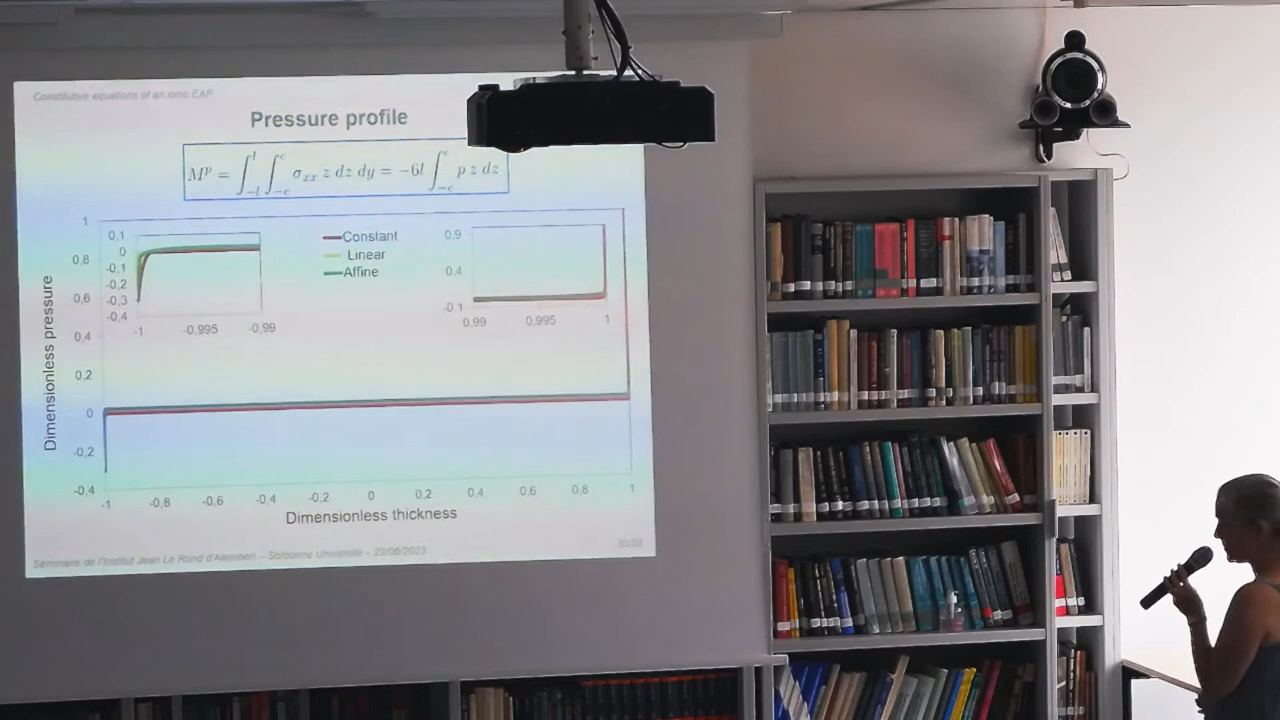 Constitutive equations of an ionic EAP
Pressure profile
M^p = ∫_{-l}^{l} ∫_{-e}^{e} σ_{xx} z dz dy = −6l ∫_{-e}^{e} p z dz
Dimensionless pressure
1
0,8
0,6
0,4
0,2
0
-0,2
-0,4
0,1
0
-0,1
-0,2
-0,3
-0,4
-1 -0,995 -0,99
Constant
Linear
Affine
0,9
0,4
-0,1
0,99 0,995 1
-1 -0,8 -0,6 -0,4 -0,2 0 0,2 0,4 0,6 0,8 1
Dimensionless thickness
Séminaire de l'Institut Jean Le Rond d'Alembert – Sorbonne Université – 22/06/2023